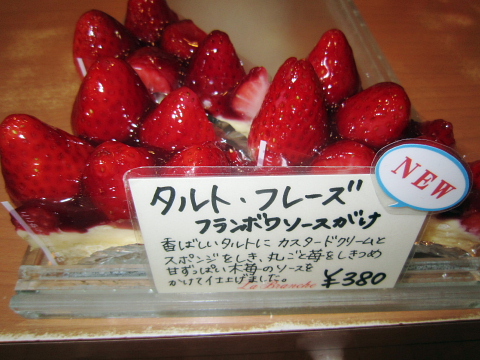 タルト・フレーズ
フランボワソースがけ
香ばしいタルトに カスタードクリームと
スポンジをしき、丸ごと苺をしきつめ
甘ずっぱい木苺のソースを
かけて仕上げました。
¥380
La Branche
NEW